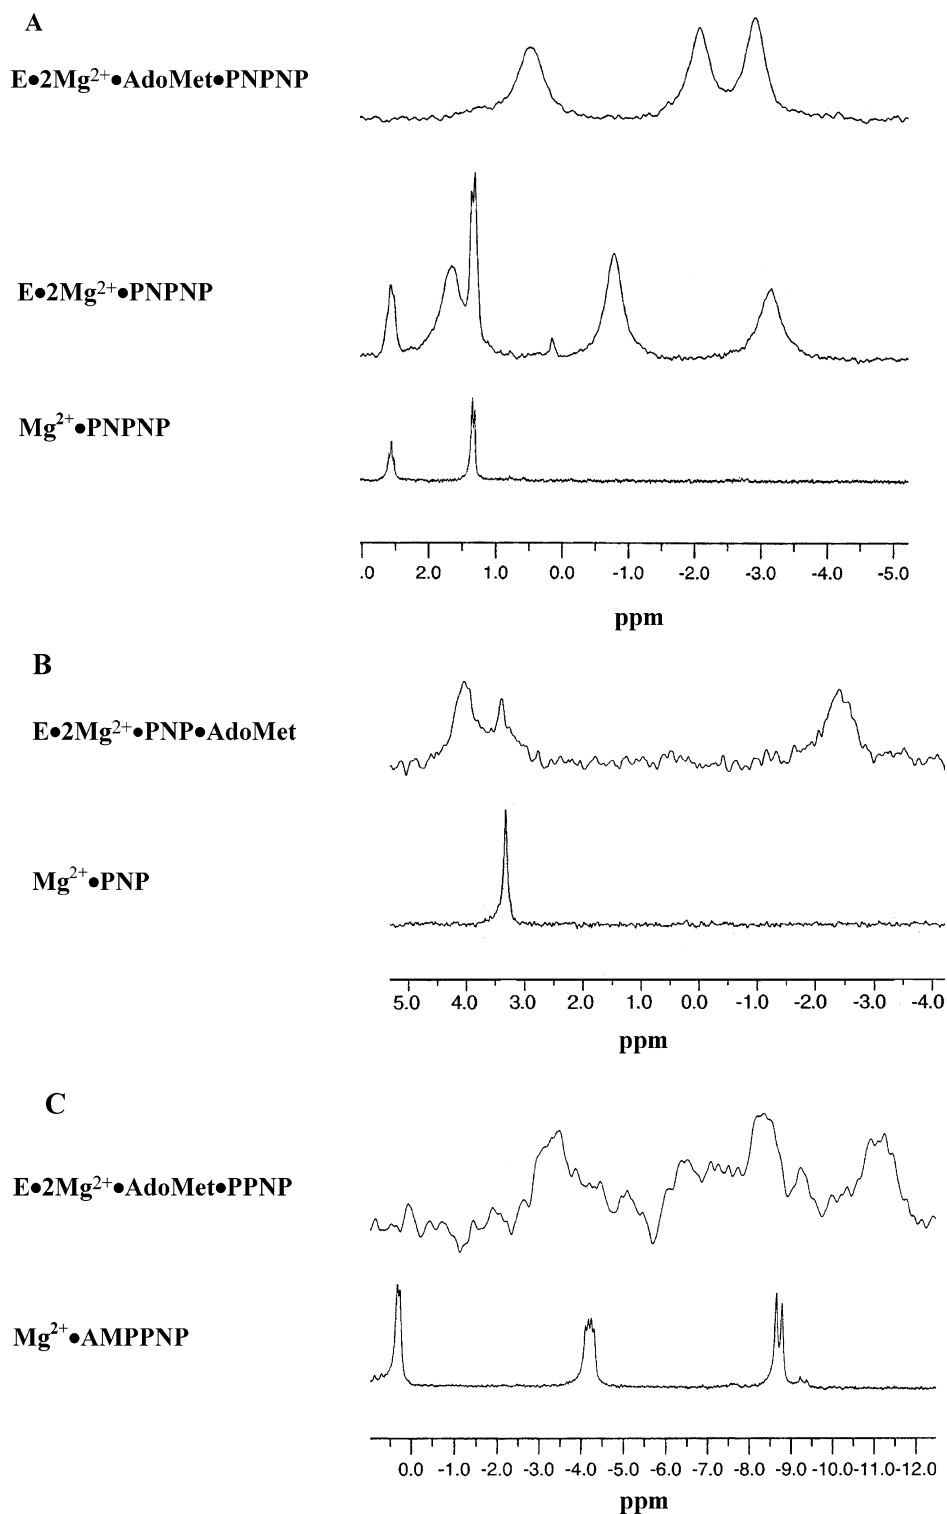 A
E•2Mg2+•AdoMet•PNPNP
E•2Mg2+•PNPNP
Mg2+•PNPNP
.0 2.0 1.0 0.0 -1.0 -2.0 -3.0 -4.0 -5.0
ppm
B
E•2Mg2+•PNP•AdoMet
Mg2+•PNP
5.0 4.0 3.0 2.0 1.0 0.0 -1.0 -2.0 -3.0 -4.0
ppm
C
E•2Mg2+•AdoMet•PPNP
Mg2+•AMPPNP
0.0 -1.0 -2.0 -3.0 -4.0 -5.0 -6.0 -7.0 -8.0 -9.0 -10.0 -11.0 -12.0
ppm